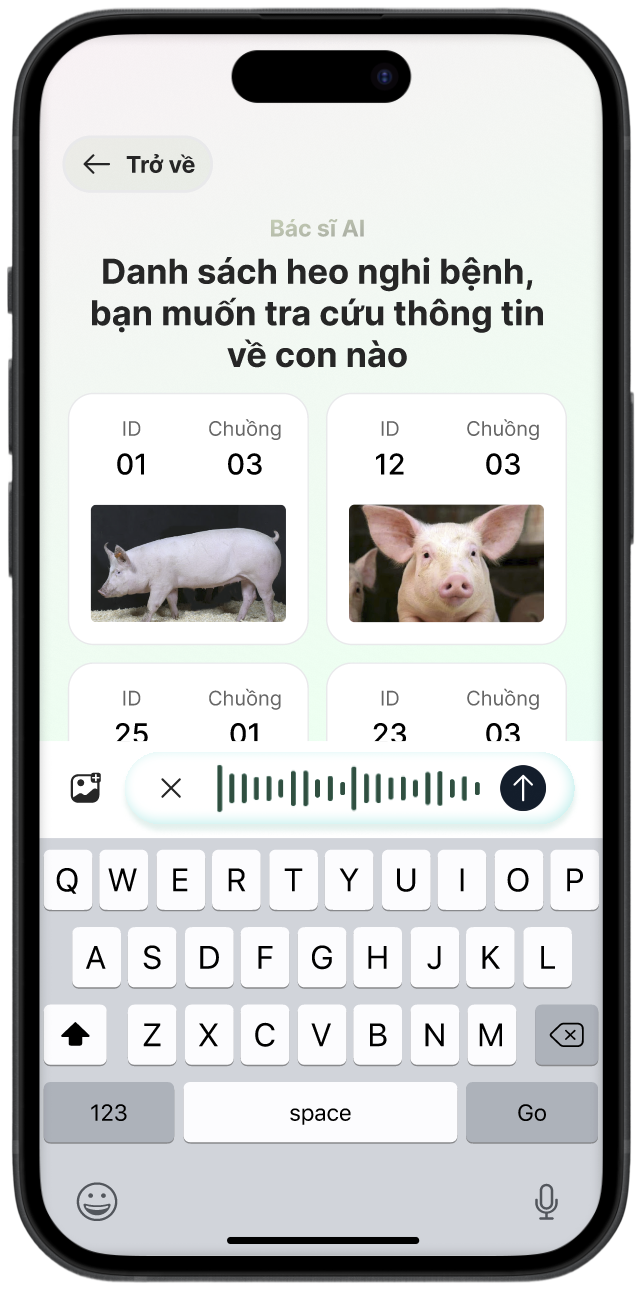 Trở về
Bác sĩ AI
Danh sách heo nghi bệnh,
bạn muốn tra cứu thông tin
về con nào
ID Chuồng
01 03
ID Chuồng
12 03
ID Chuồng
25 01
ID Chuồng
23 03
Q W E R T Y U I O P
A S D F G H J K L
Z X C V B N M
123 space Go